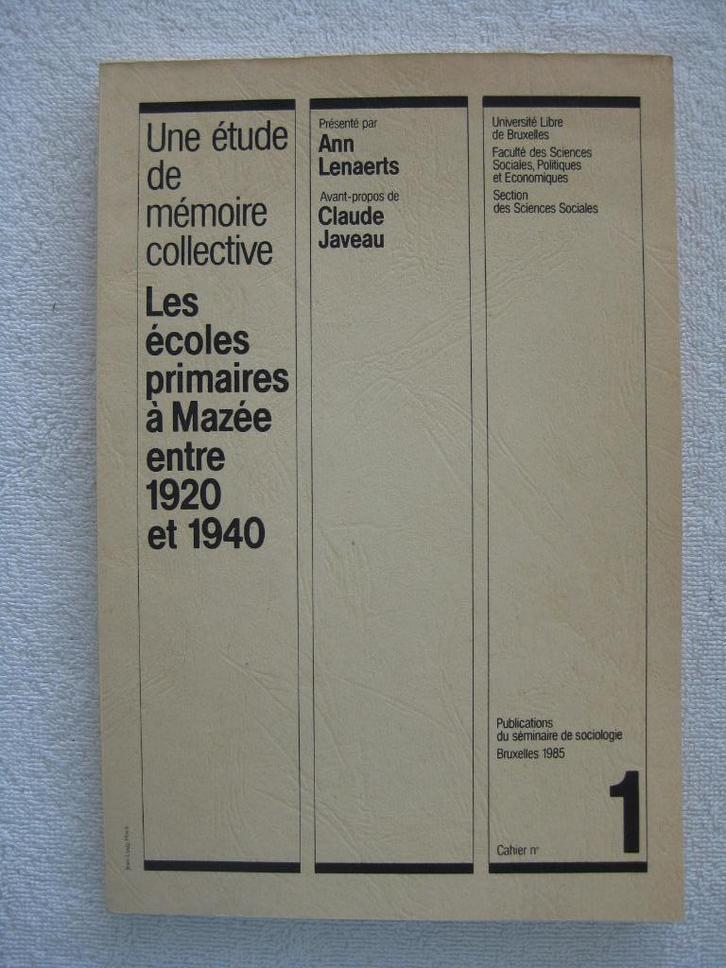 Une étude
de
mémoire
collective
Les
écoles
primaires
à Mazée
entre
1920
et 1940
Présenté par
Ann
Lenaerts
Avant-propos de
Claude
Javeau
Université Libre
de Bruxelles
Faculté des Sciences
Sociales, Politiques
et Economiques
Section
des Sciences Sociales
Publications
du séminaire de sociologie
Bruxelles 1985
Cahier n° 1